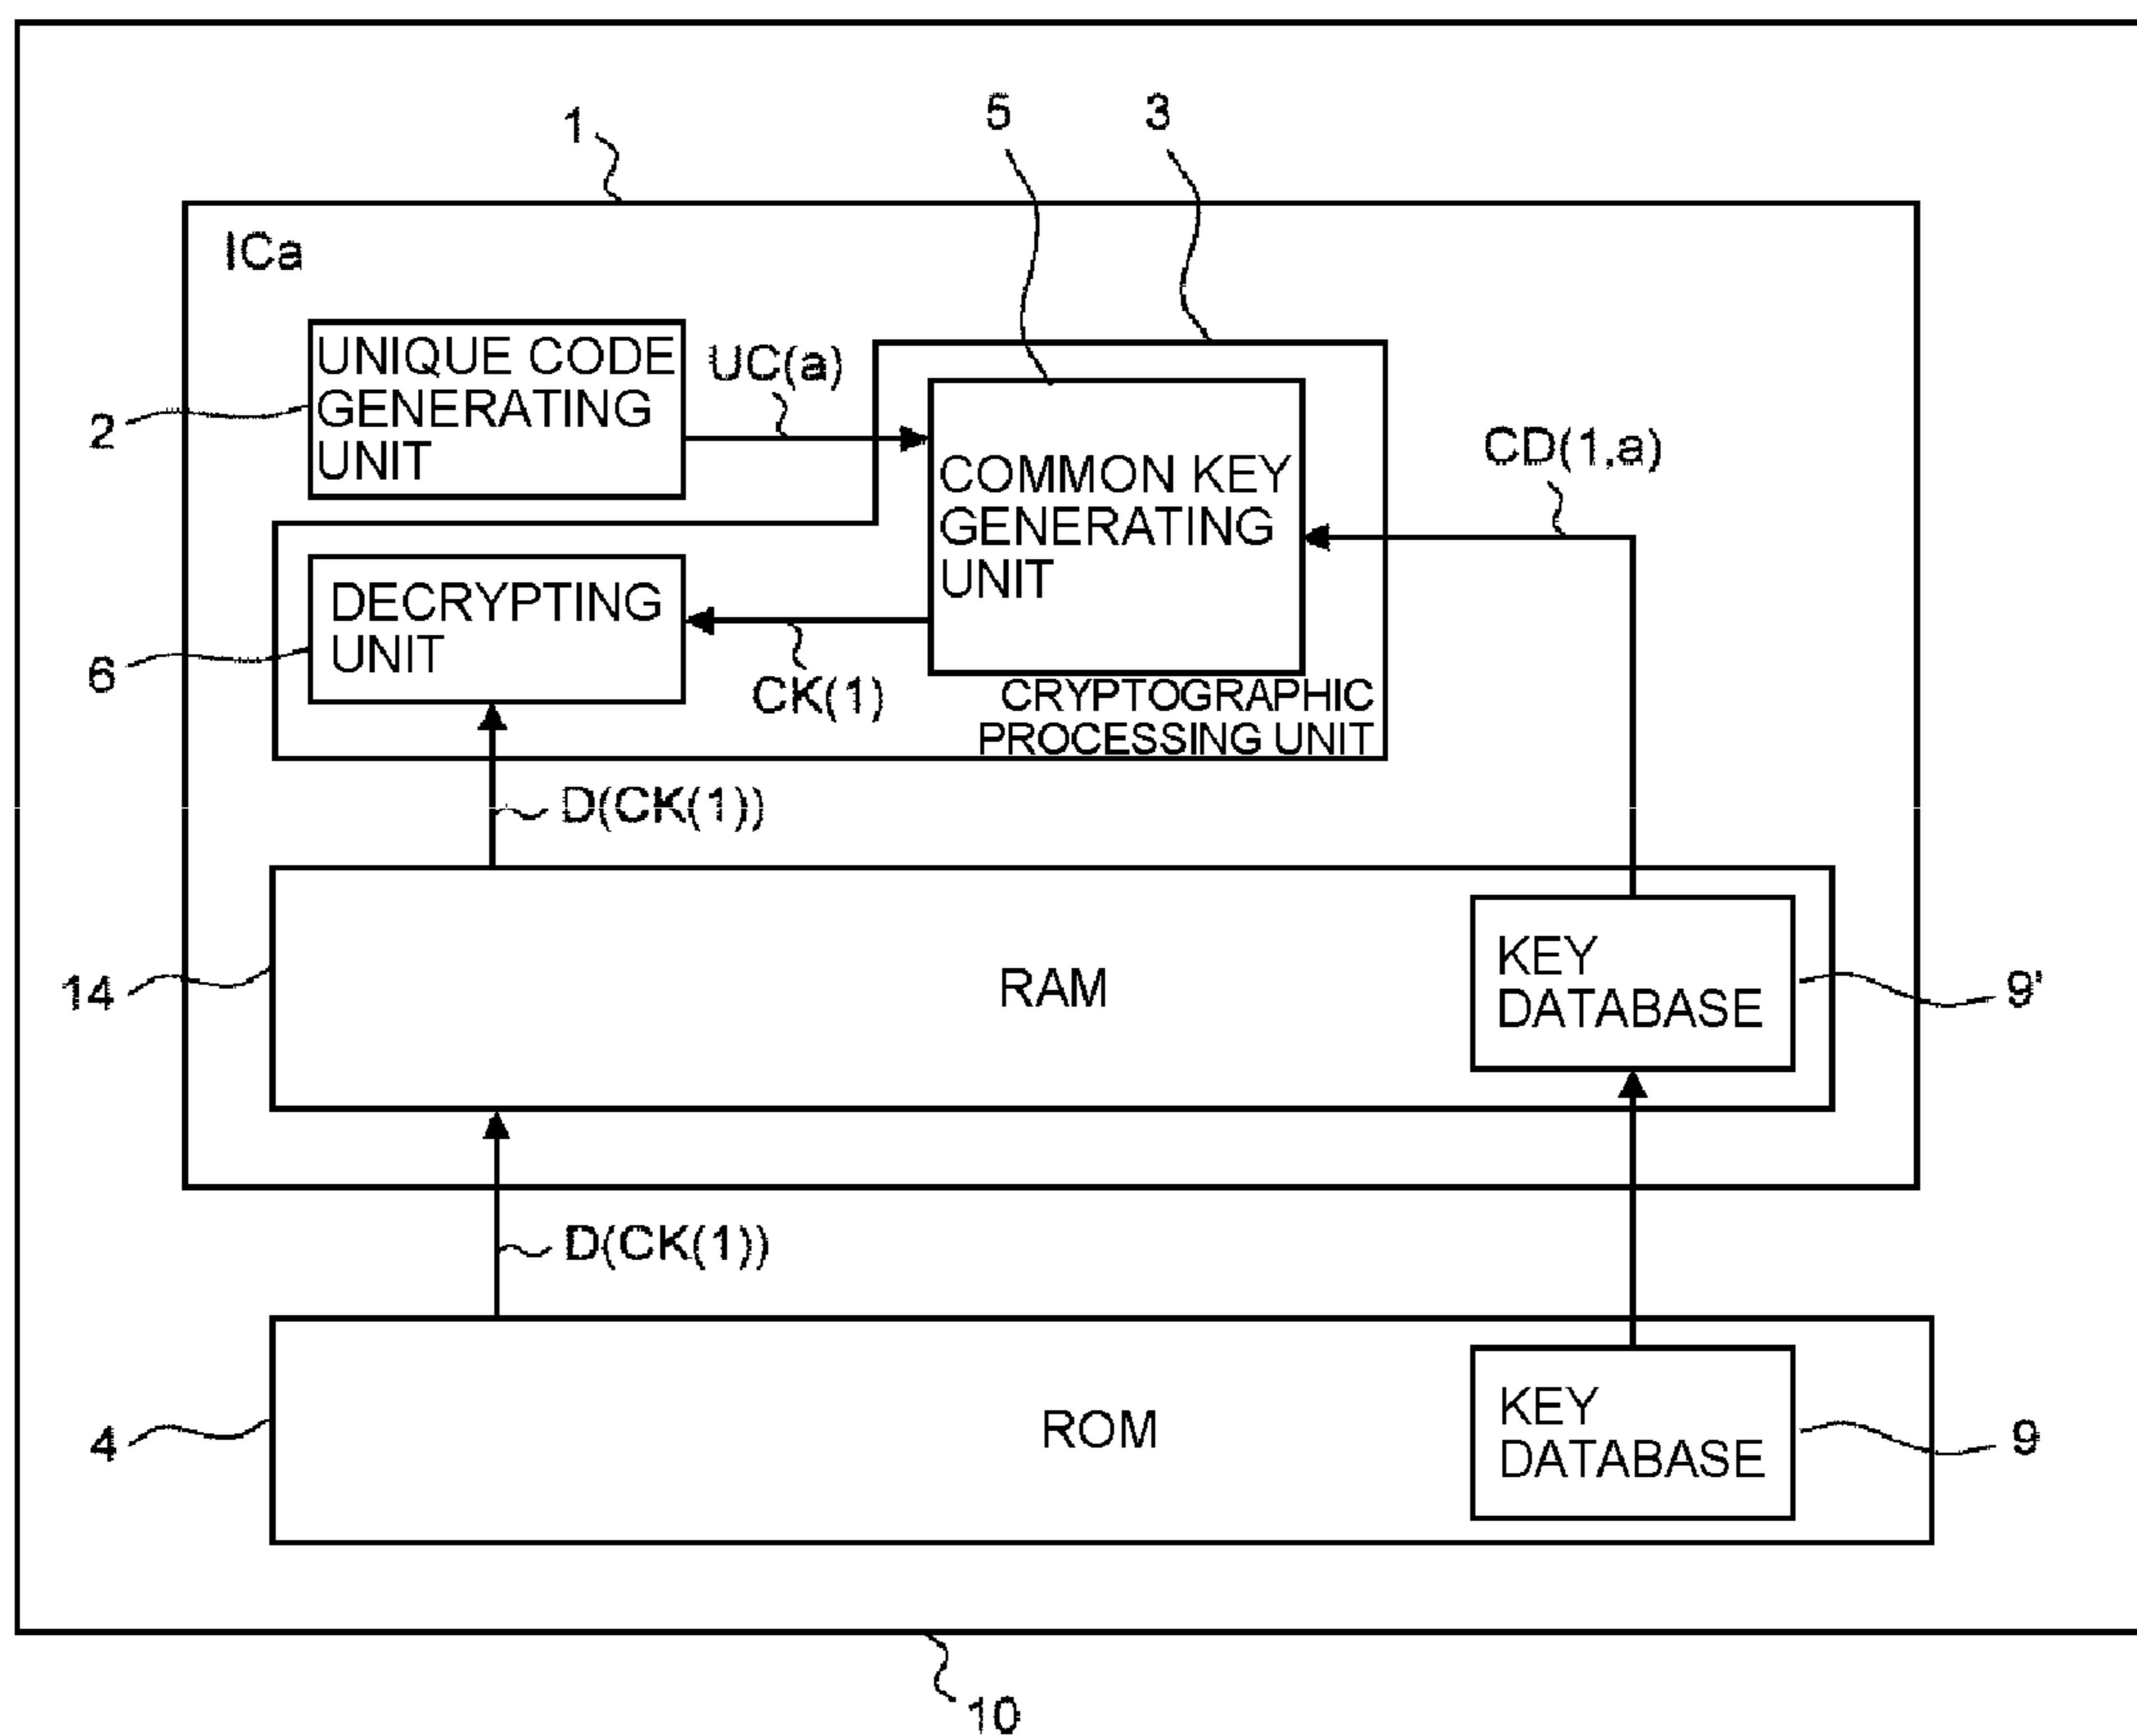 5
3
1
ICa
UNIQUE CODE
GENERATING
UNIT
UC(a)
2
COMMON KEY
GENERATING
UNIT
CD(1,a)
DECRYPTING
UNIT
6
CK(1)
CRYPTOGRAPHIC
PROCESSING UNIT
D(CK(1))
14
RAM
KEY
DATABASE
9'
D(CK(1))
4
ROM
KEY
DATABASE
9
10